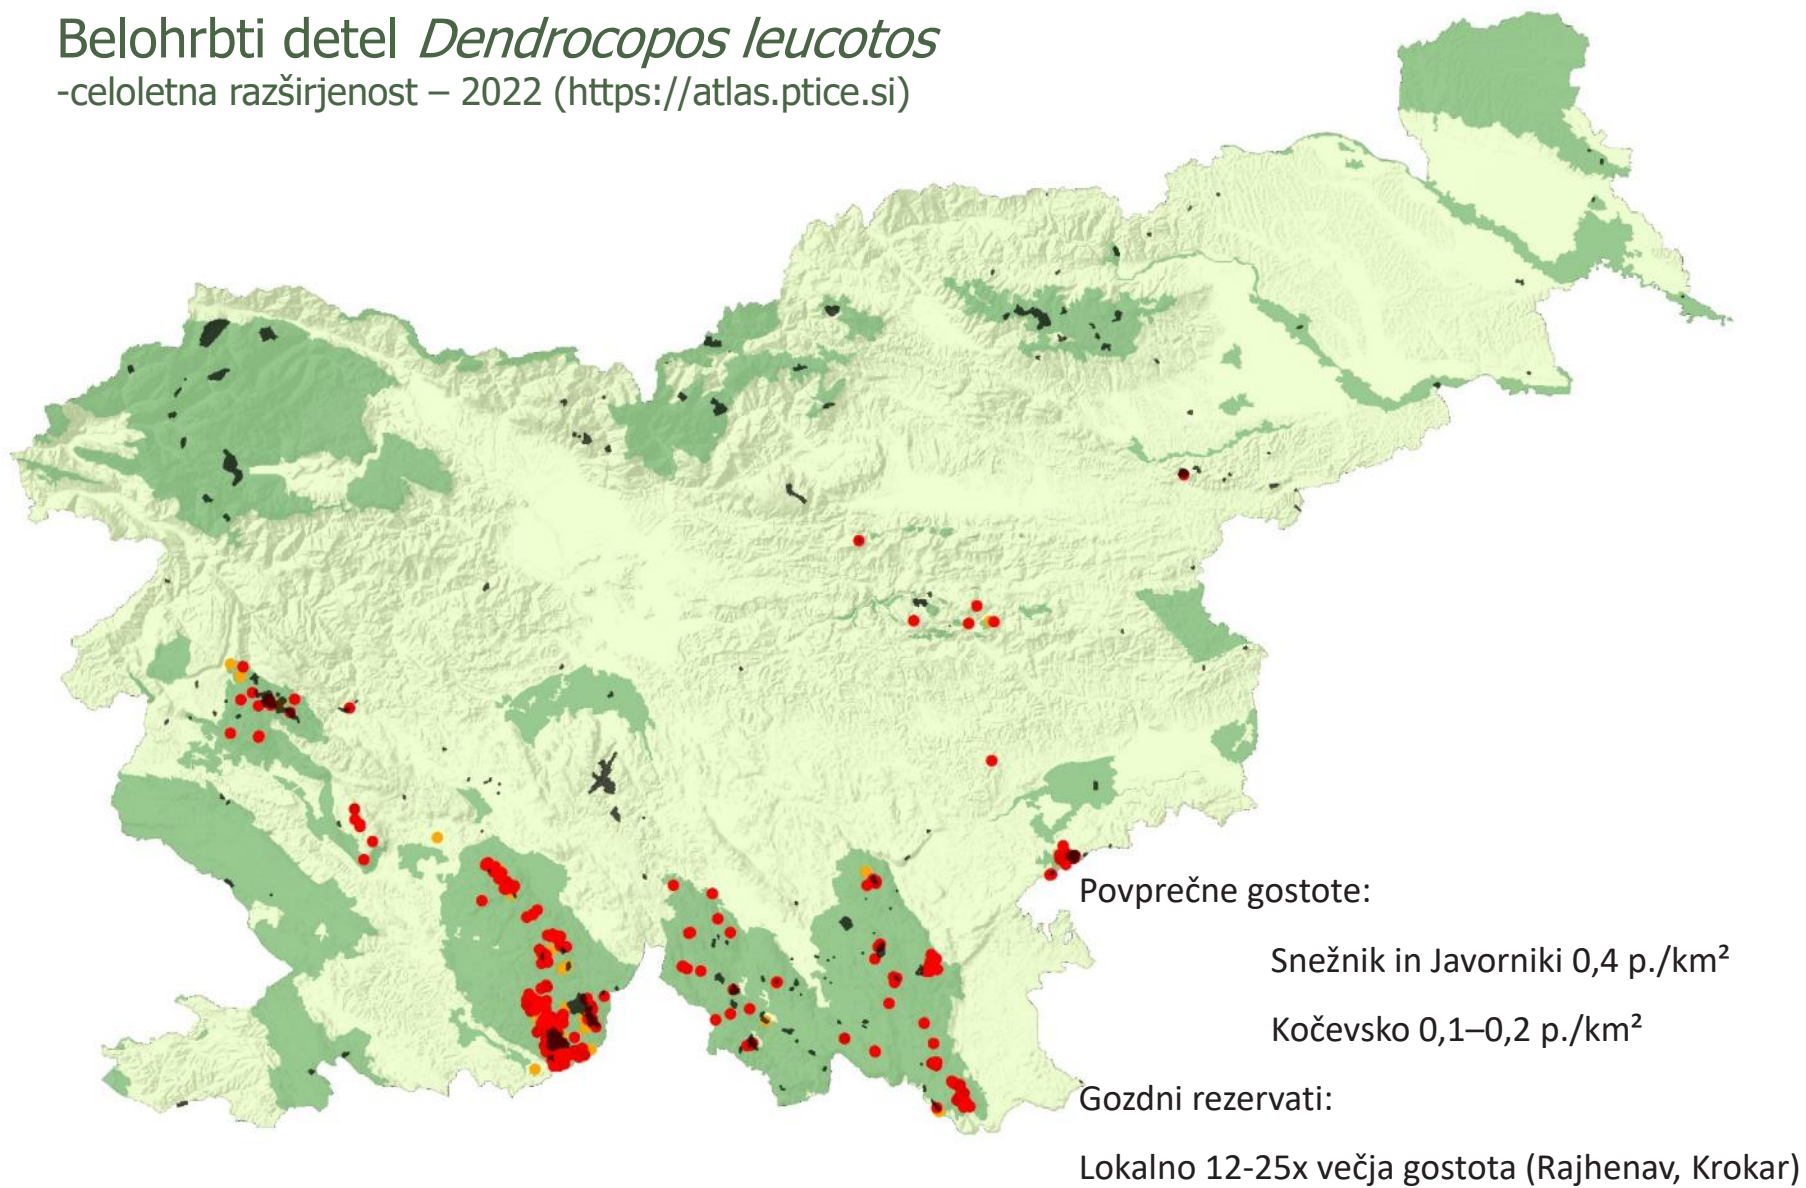 Belohrbti detel Dendrocopos leucotos
-celoletna razširjenost – 2022 (https://atlas.ptice.si)
Povprečne gostote:
Snežnik in Javorniki 0,4 p./km²
Kočevsko 0,1–0,2 p./km²
Gozdni rezervati:
Lokalno 12-25x večja gostota (Rajhenav, Krokar)